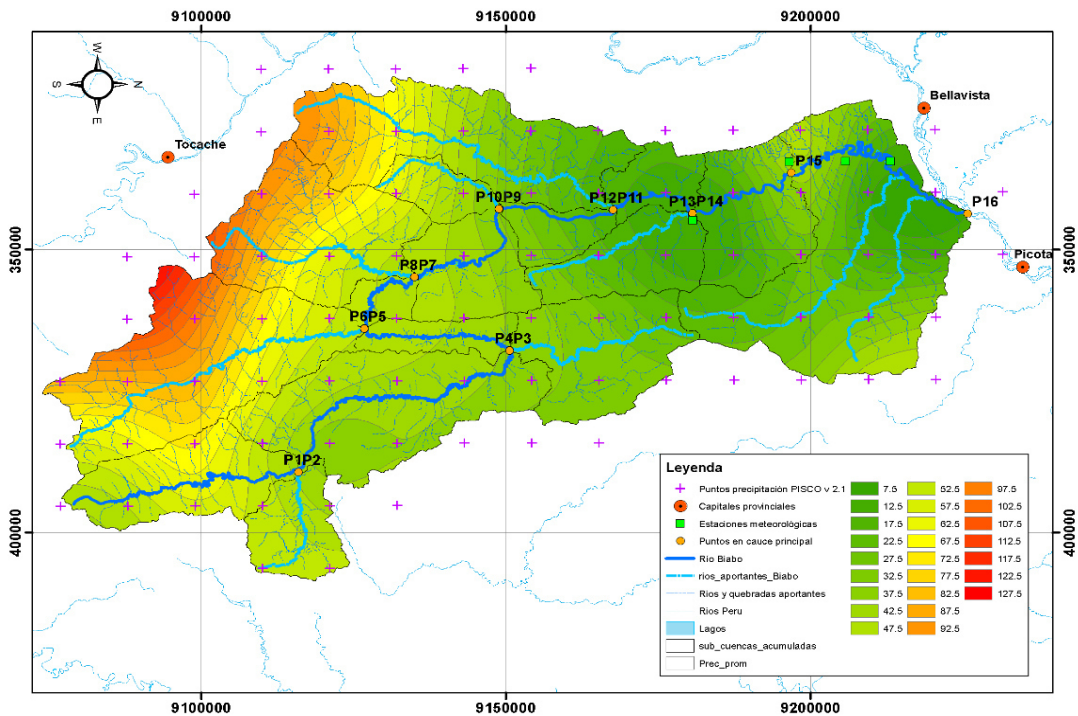 9100000 9150000 9200000
W
N
S
E
Bellavista
Tocache
P15
P10P9
P12P11
P13P14
P16
350000
350000
Picota
P8P7
P6P5
P4P3
P1P2
400000
400000
Leyenda
Puntos precipitación PISCO v 2.1
Capitales provinciales
Estaciones meteorológicas
Puntos en cauce principal
Río Biabo
rios_aportantes_Biabo
Rios y quebradas aportantes
Rios Peru
Lagos
sub_cuencas_acumuladas
Prec_prom
7.5 52.5 97.5
12.5 57.5 102.5
17.5 62.5 107.5
22.5 67.5 112.5
27.5 72.5 117.5
32.5 77.5 122.5
37.5 82.5 127.5
42.5 87.5
47.5 92.5
9100000 9150000 9200000